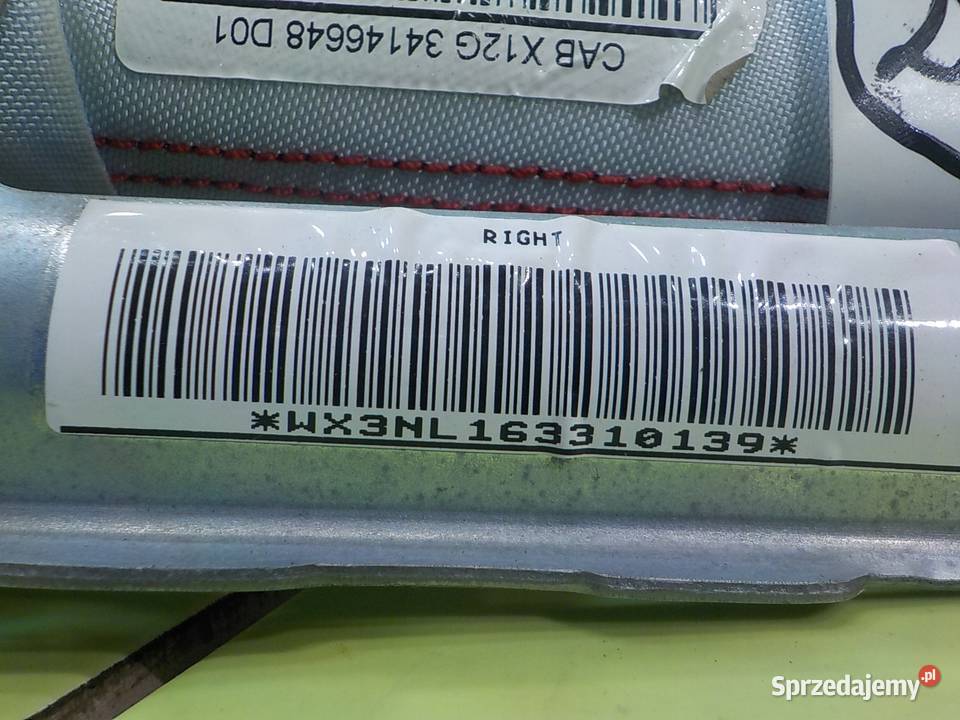 CAB X12G 34146648 D01
RIGHT
*WX3NL163310139*
Sprzedajemy.pl